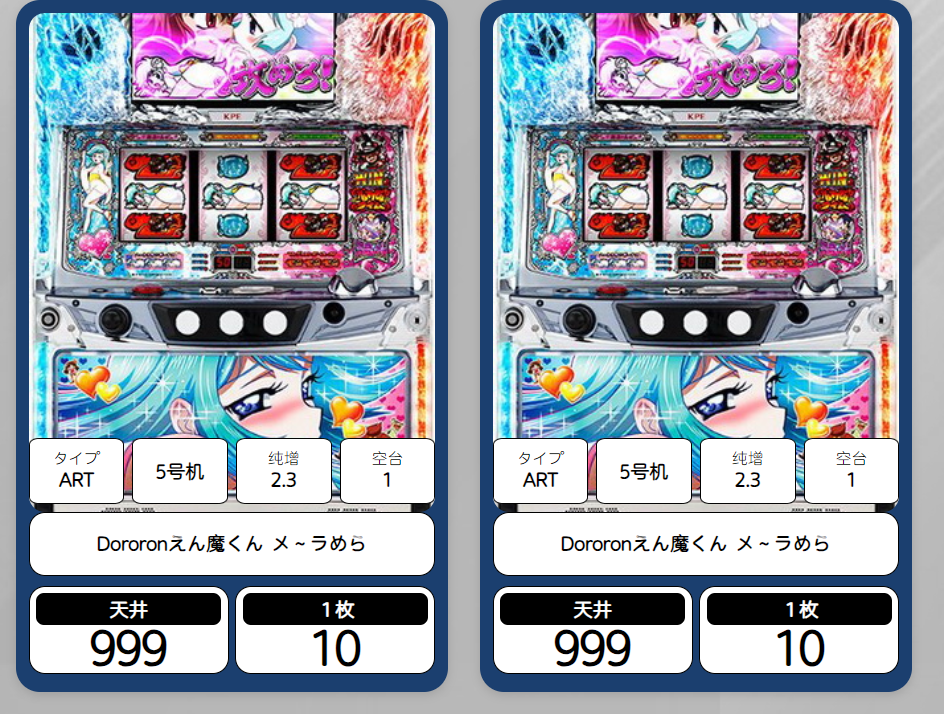 攻めろ!
攻めろ!
KPE
KPE
タイプ
ART
5号机
纯増
2.3
空台
1
タイプ
ART
5号机
纯増
2.3
空台
1
Dororonえん魔くん メ～ラめら
Dororonえん魔くん メ～ラめら
天井
999
1枚
10
天井
999
1枚
10